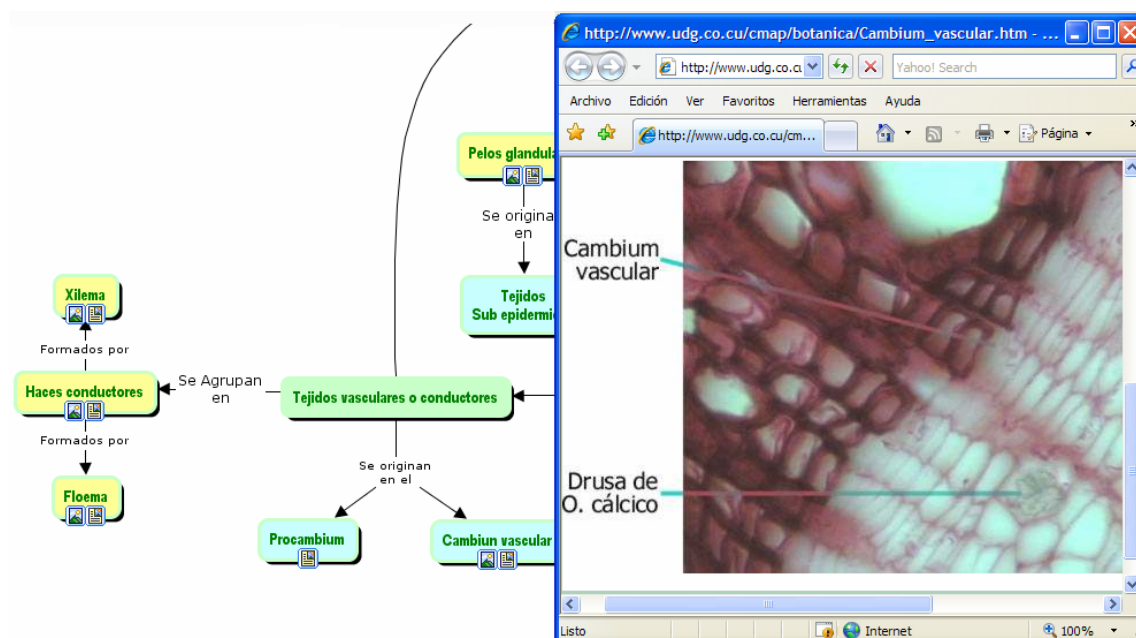 Pelos glandula
Se origina
en
Tejidos
Sub epidermic
Xilema
Formados por
Haces conductores
Se Agrupan
en
Tejidos vasculares o conductores
Formados por
Floema
Se originan
en el
Procambium
Cambiun vascular
http://www.udg.co.cu/cmap/botanica/Cambium_vascular.htm - ...
http://www.udg.co.cu
Yahoo! Search
Archivo Edición Ver Favoritos Herramientas Ayuda
http://www.udg.co.cu/cm... Página
Cambium
vascular
Drusa de
O. cálcico
Listo Internet 100%